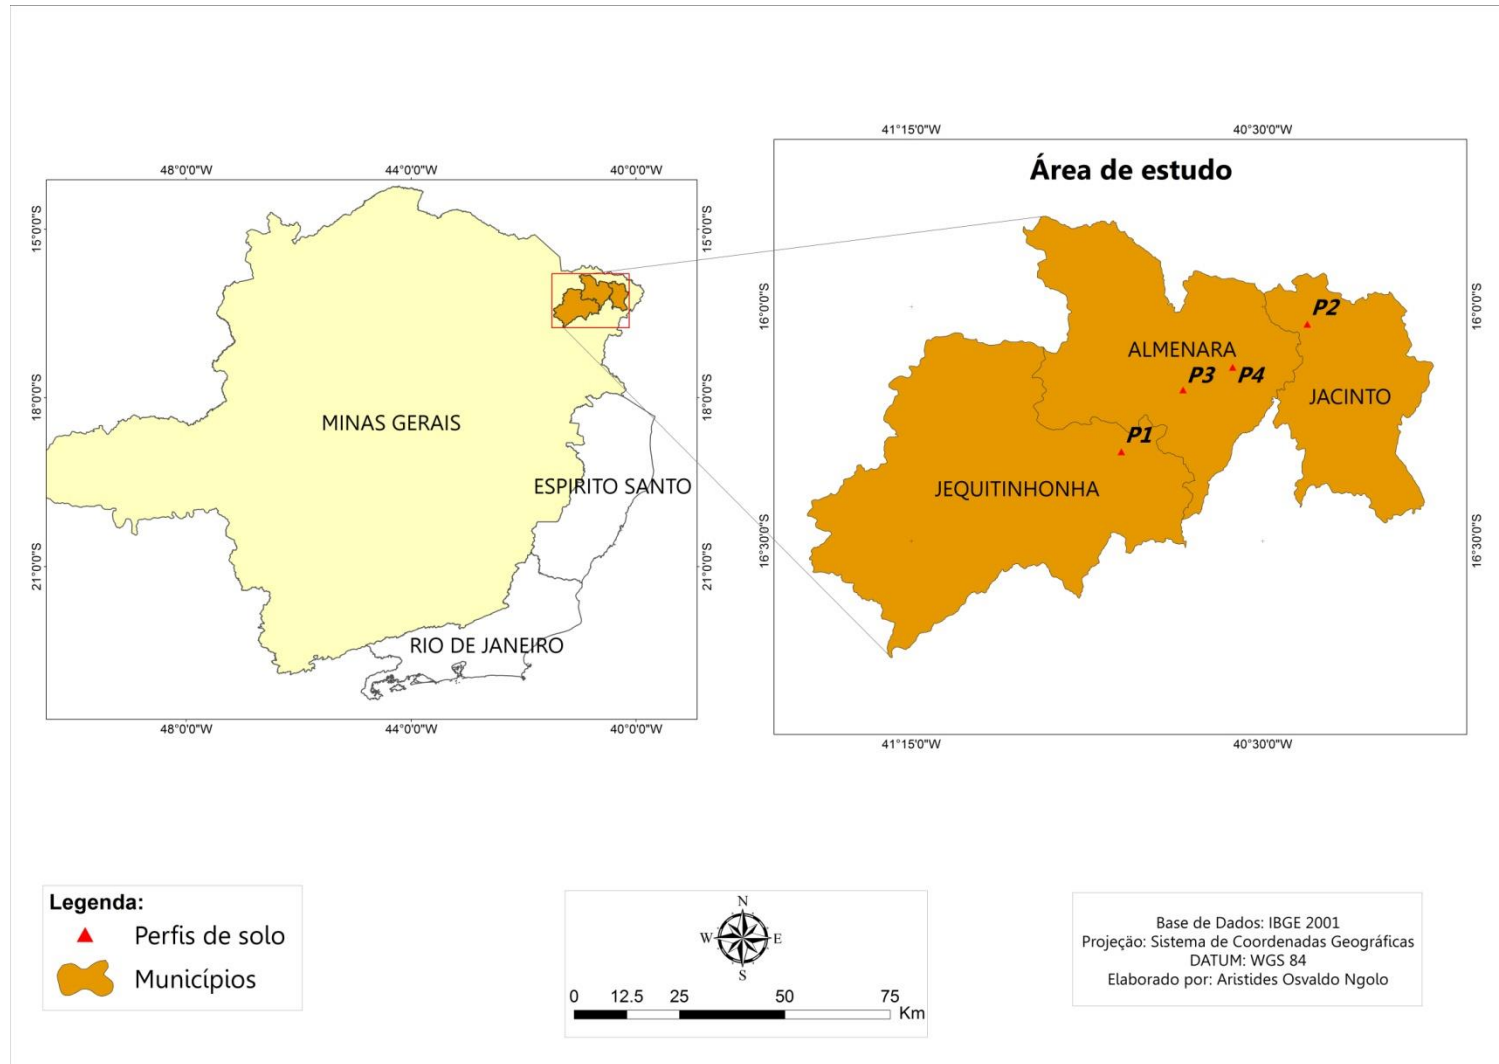 48°0'0"W
44°0'0"W
40°0'0"W
15°0'0"S
18°0'0"S
21°0'0"S
15°0'0"S
18°0'0"S
21°0'0"S
MINAS GERAIS
ESPIRITO SANTO
RIO DE JANEIRO
48°0'0"W
44°0'0"W
40°0'0"W
41°15'0"W
40°30'0"W
Área de estudo
16°0'0"S
16°30'0"S
16°0'0"S
16°30'0"S
P2
ALMENARA
P3
P4
JACINTO
P1
JEQUITINHONHA
41°15'0"W
40°30'0"W
Legenda:
Perfis de solo
Municípios
N
W
E
S
0 12.5 25 50 75
Km
Base de Dados: IBGE 2001
Projeção: Sistema de Coordenadas Geográficas
DATUM: WGS 84
Elaborado por: Aristides Osvaldo Ngolo